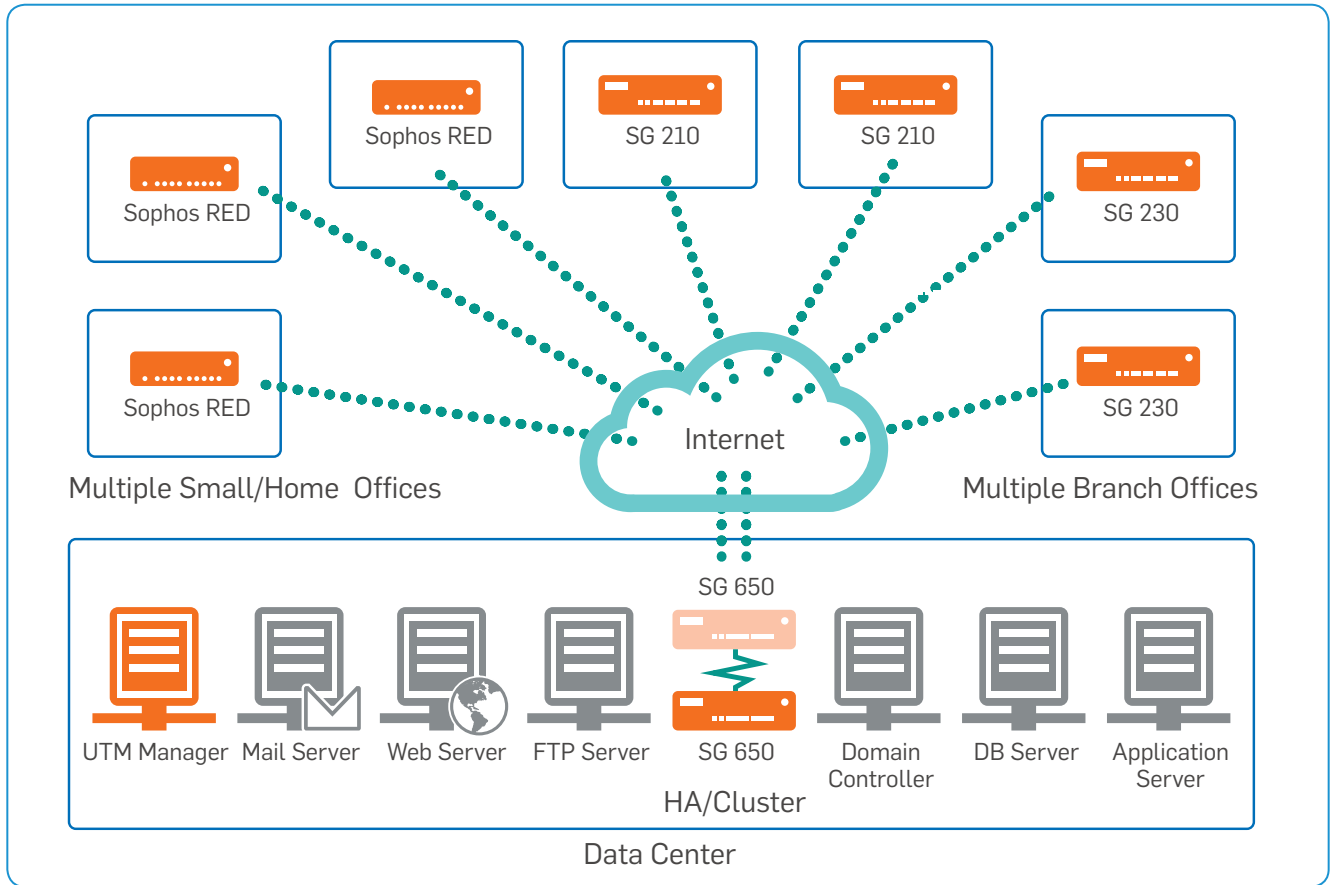 Sophos RED
SG 210
SG 210
Sophos RED
SG 230
Sophos RED
SG 230
Internet
Multiple Small/Home Offices
Multiple Branch Offices
SG 650
UTM Manager
Mail Server
Web Server
FTP Server
SG 650
Domain
Controller
DB Server
Application
Server
HA/Cluster
Data Center